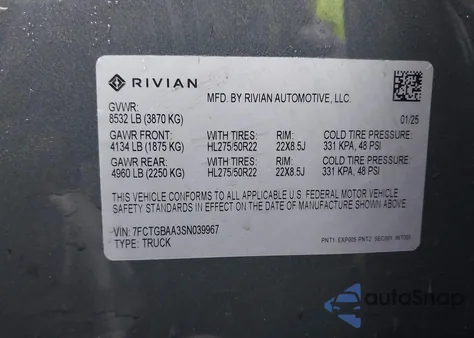 RIVIAN
MFD. BY RIVIAN AUTOMOTIVE, LLC.
GVWR:
8532 LB (3870 KG)
01/25
GAWR FRONT: WITH TIRES: RIM: COLD TIRE PRESSURE:
4134 LB (1875 KG) HL275/50R22 22X8.5J 331 KPA, 48 PSI
GAWR REAR: WITH TIRES: RIM: COLD TIRE PRESSURE:
4960 LB (2250 KG) HL275/50R22 22X8.5J 331 KPA, 48 PSI
THIS VEHICLE CONFORMS TO ALL APPLICABLE U.S. FEDERAL MOTOR VEHICLE
SAFETY STANDARDS IN EFFECT ON THE DATE OF MANUFACTURE SHOWN ABOVE.
VIN: 7FCTGBAA3SN039967
TYPE: TRUCK
PNT1: PNT2:
autoSnap